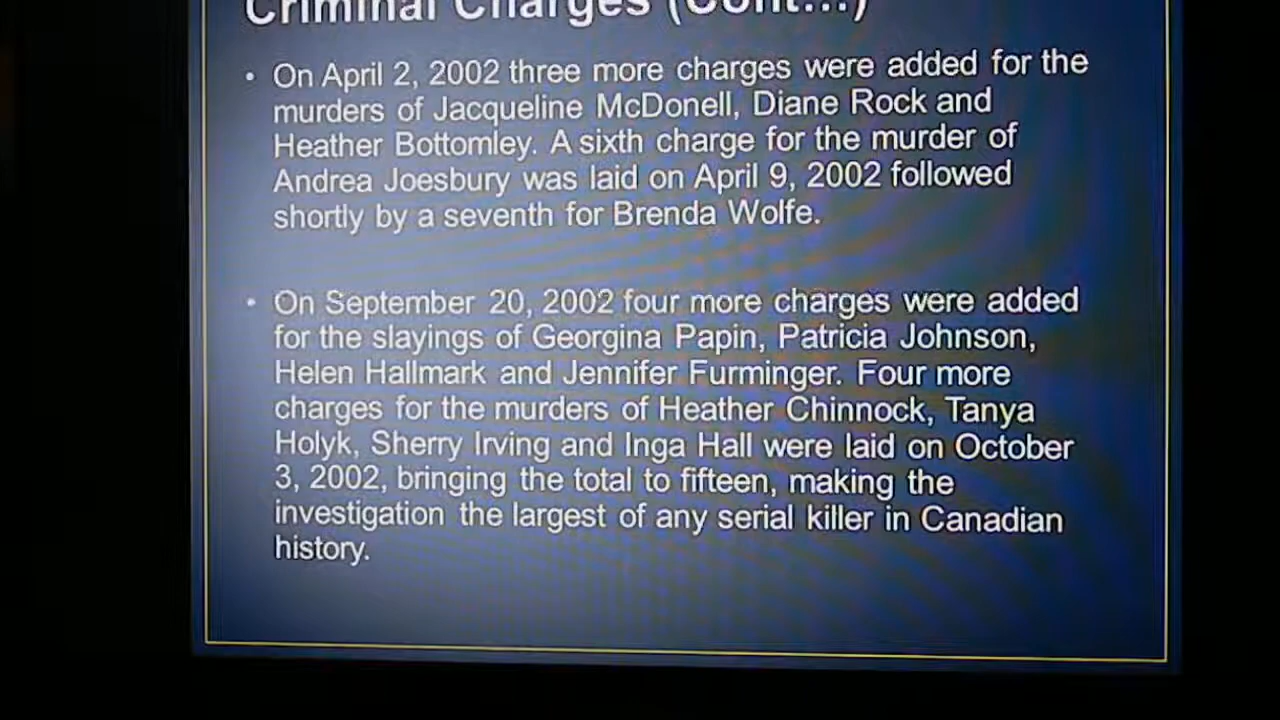 Criminal Charges (Cont...)
• On April 2, 2002 three more charges were added for the
murders of Jacqueline McDonell, Diane Rock and
Heather Bottomley. A sixth charge for the murder of
Andrea Joesbury was laid on April 9, 2002 followed
shortly by a seventh for Brenda Wolfe.
• On September 20, 2002 four more charges were added
for the slayings of Georgina Papin, Patricia Johnson,
Helen Hallmark and Jennifer Furminger. Four more
charges for the murders of Heather Chinnock, Tanya
Holyk, Sherry Irving and Inga Hall were laid on October
3, 2002, bringing the total to fifteen, making the
investigation the largest of any serial killer in Canadian
history.